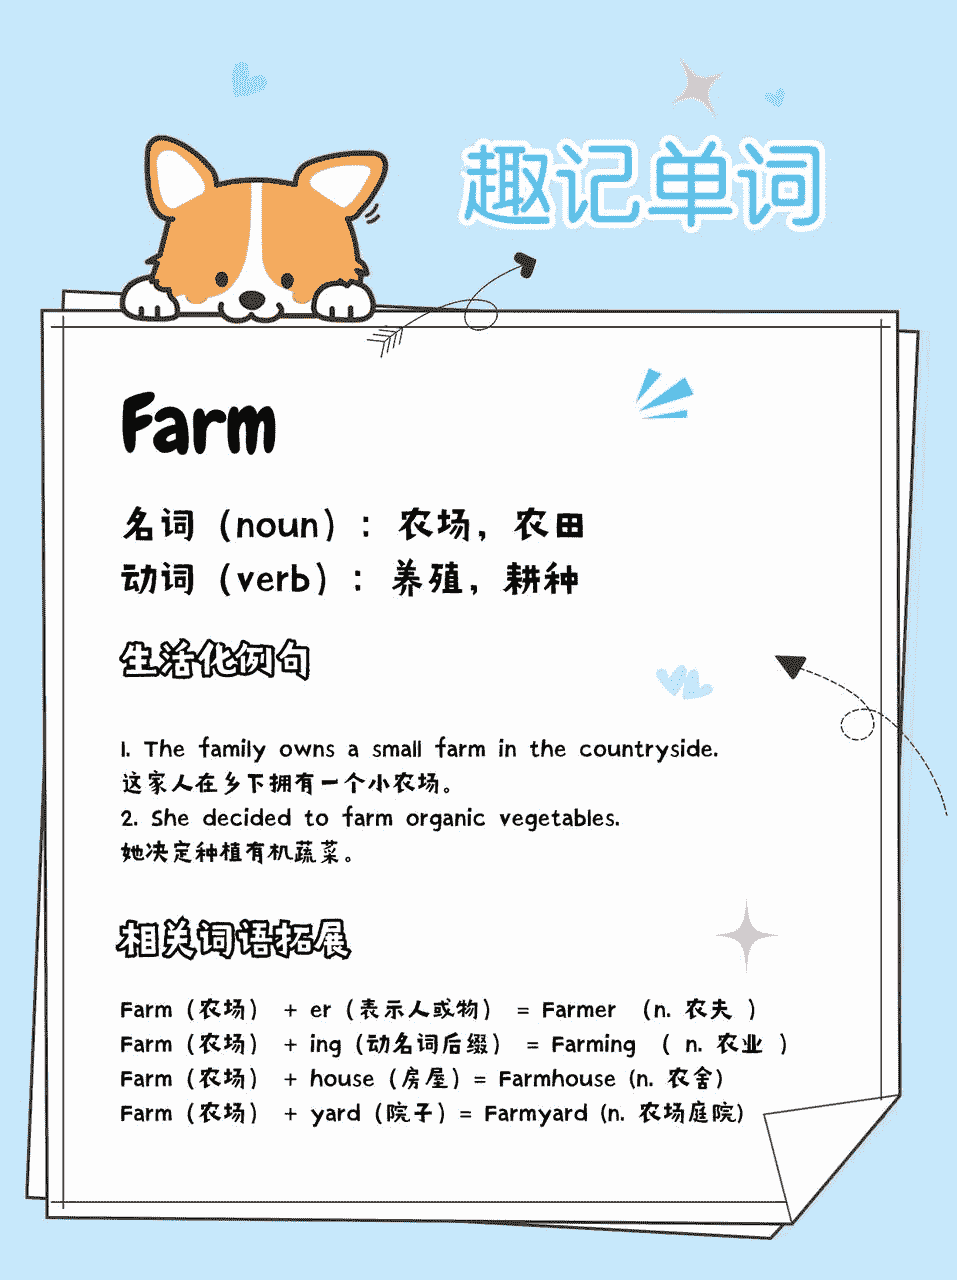 趣记单词
Farm
名词（noun）：农场，农田
动词（verb）：养殖，耕种
生活化例句
1. The family owns a small farm in the countryside.
这家人在乡下拥有一个小农场。
2. She decided to farm organic vegetables.
她决定种植有机蔬菜。
相关词语拓展
Farm（农场） + er（表示人或物） = Farmer （n. 农夫 ）
Farm（农场） + ing（动名词后缀） = Farming （ n. 农业 ）
Farm（农场） + house（房屋）= Farmhouse (n. 农舍)
Farm（农场） + yard（院子）= Farmyard (n. 农场庭院)